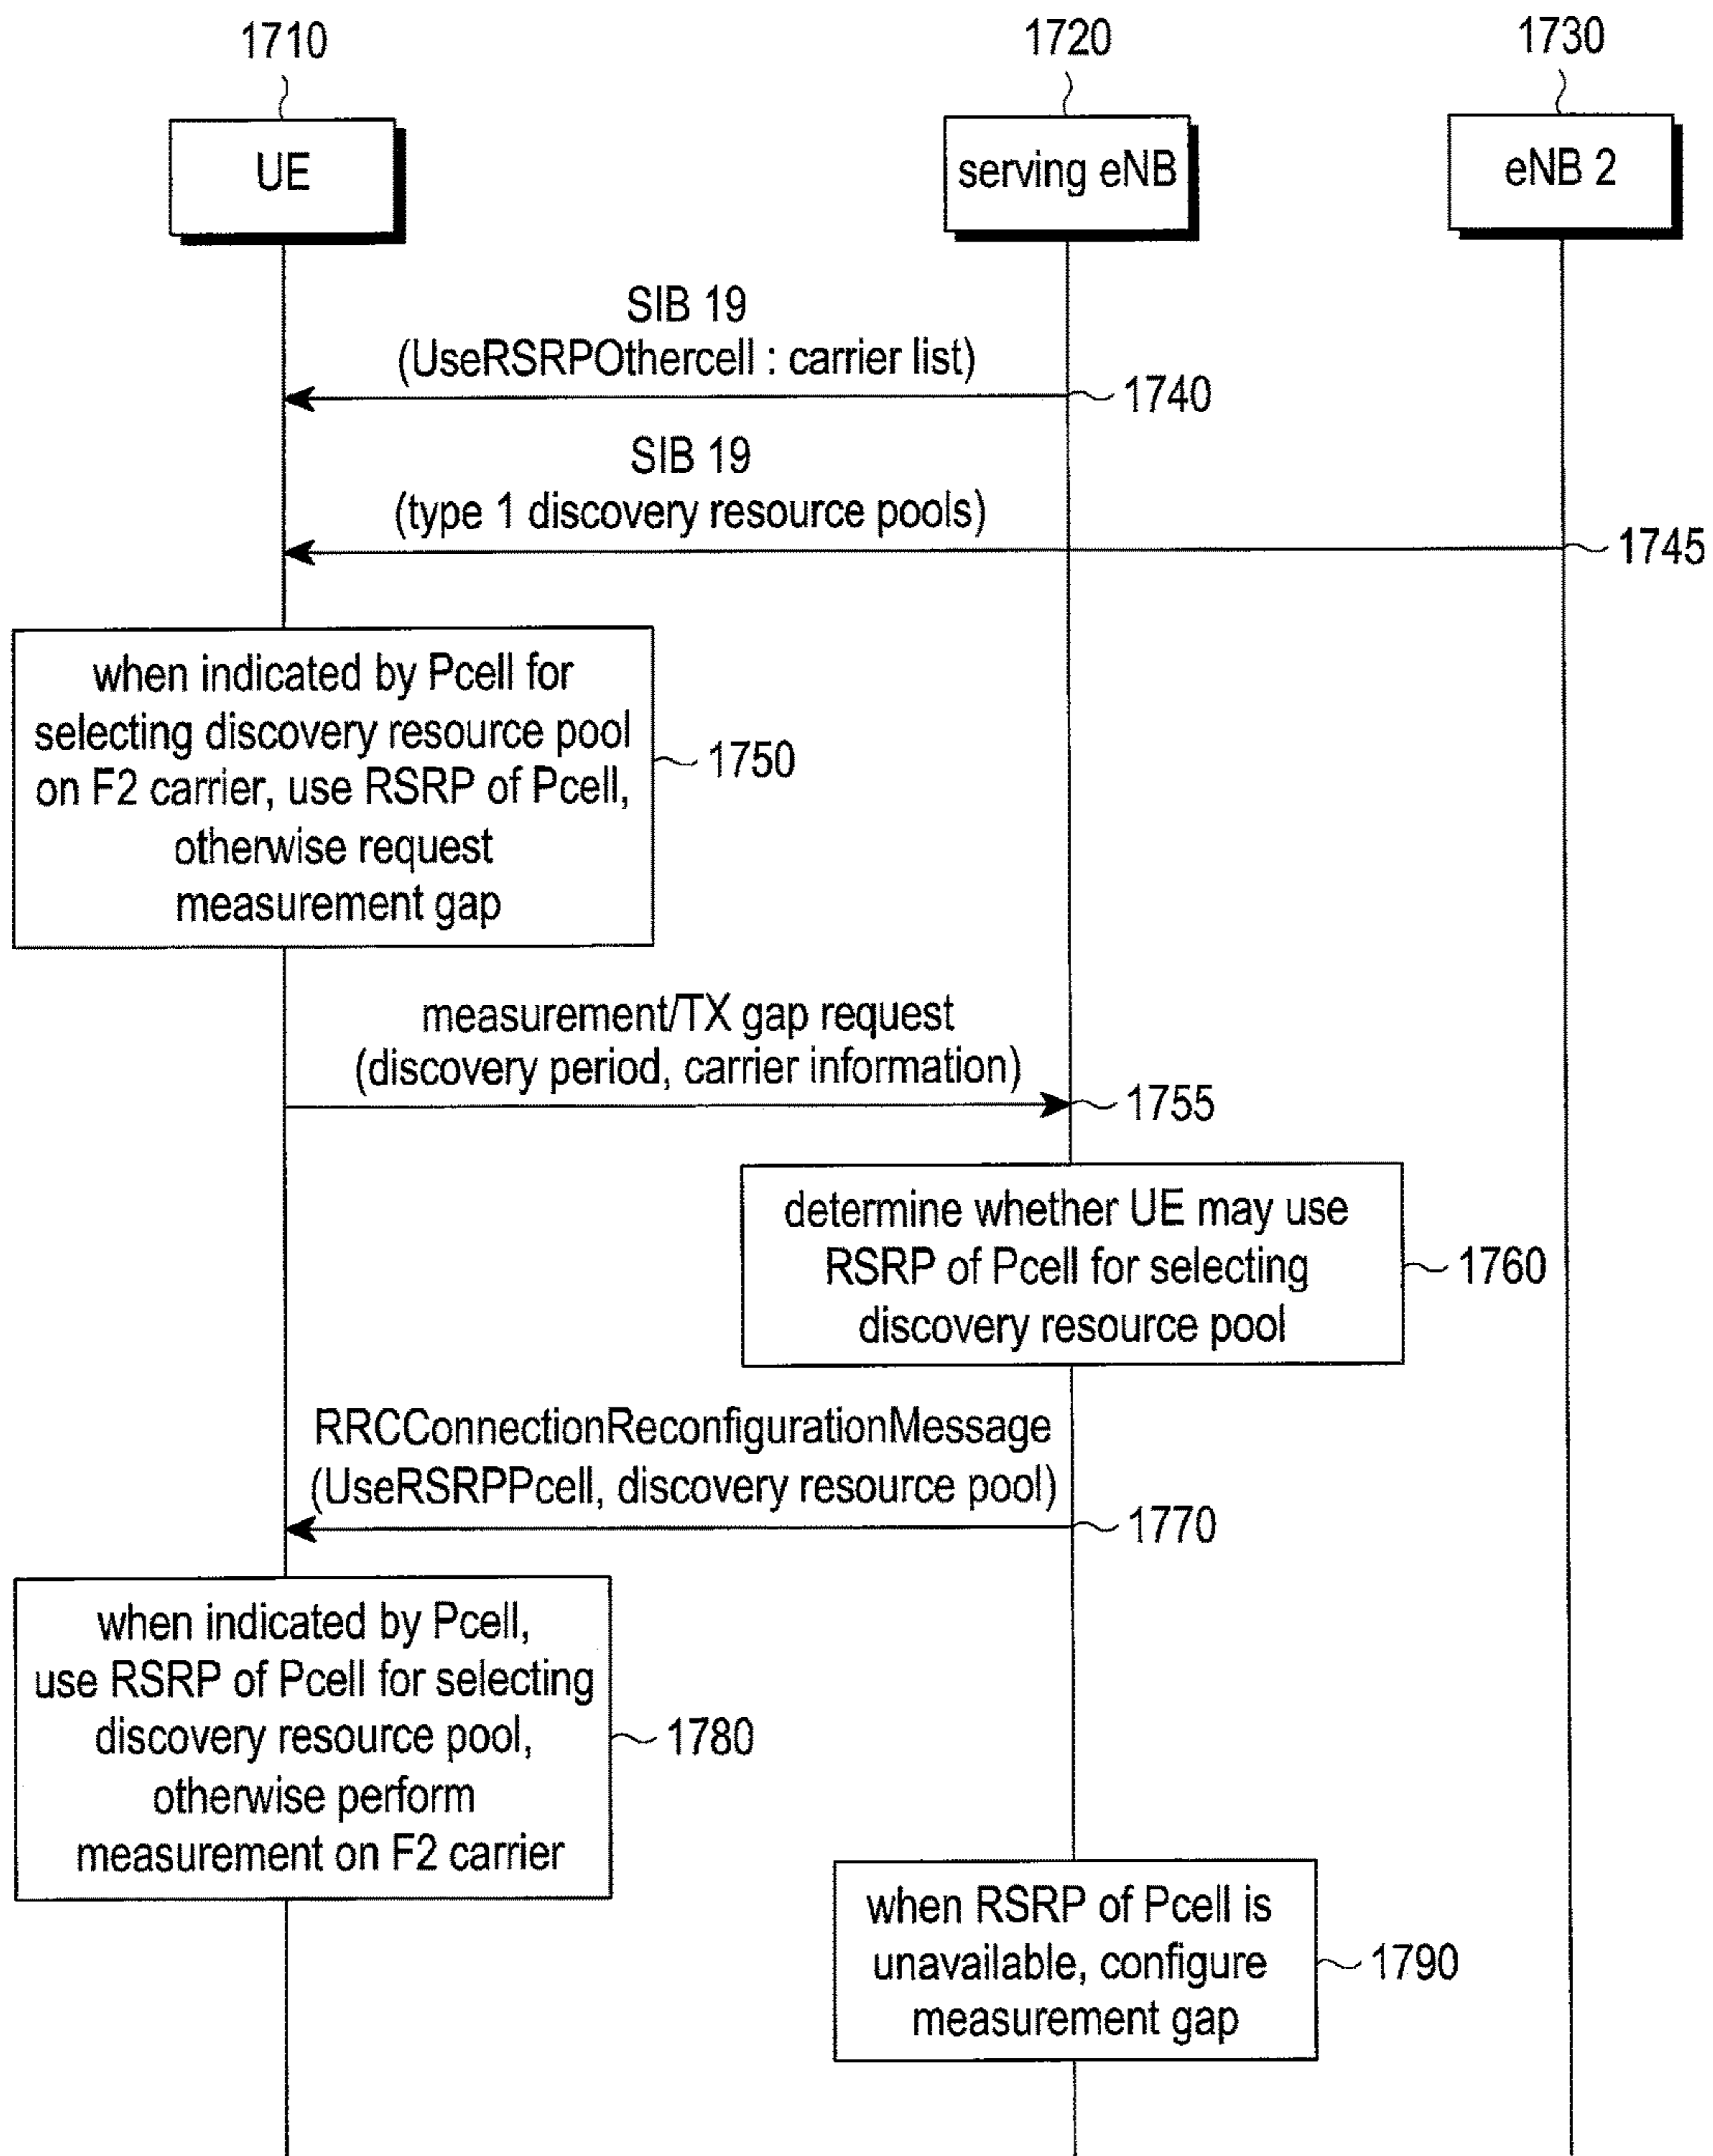 1710
1720
1730
UE
serving eNB
eNB 2
SIB 19
(UseRSRPOthercell : carrier list)
1740
SIB 19
(type 1 discovery resource pools)
1745
when indicated by Pcell for
selecting discovery resource pool
on F2 carrier, use RSRP of Pcell,
otherwise request
measurement gap
1750
measurement/TX gap request
(discovery period, carrier information)
1755
determine whether UE may use
RSRP of Pcell for selecting
discovery resource pool
1760
RRCConnectionReconfigurationMessage
(UseRSRPPcell, discovery resource pool)
1770
when indicated by Pcell,
use RSRP of Pcell for selecting
discovery resource pool,
otherwise perform
measurement on F2 carrier
1780
when RSRP of Pcell is
unavailable, configure
measurement gap
1790